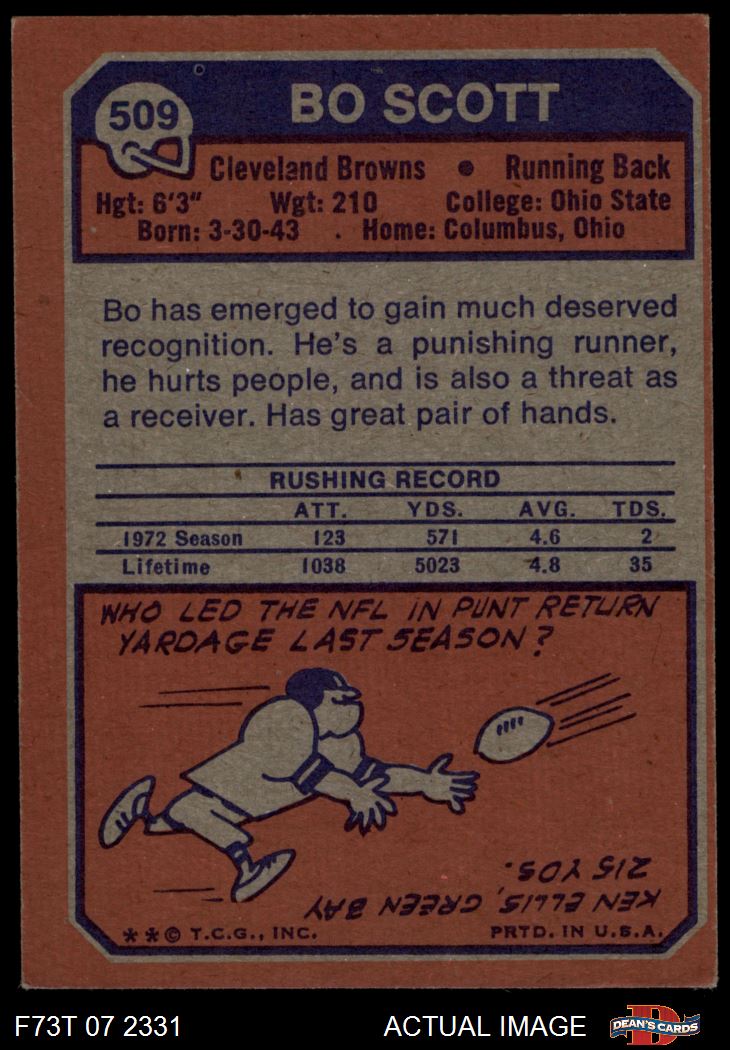 509
BO SCOTT
Cleveland Browns • Running Back
Hgt: 6'3" Wgt: 210 College: Ohio State
Born: 3-30-43 . Home: Columbus, Ohio
Bo has emerged to gain much deserved
recognition. He's a punishing runner,
he hurts people, and is also a threat as
a receiver. Has great pair of hands.
RUSHING RECORD
ATT. YDS. AVG. TDS.
1972 Season 123 571 4.6 2
Lifetime 1038 5023 4.8 35
WHO LED THE NFL IN PUNT RETURN
YARDAGE LAST SEASON?
KEN ELLIS, GREEN BAY
215 YDS.
**© T.C.G., INC. PRTD. IN U.S.A.
F73T 07 2331 ACTUAL IMAGE
D
DEAN'S CARDS